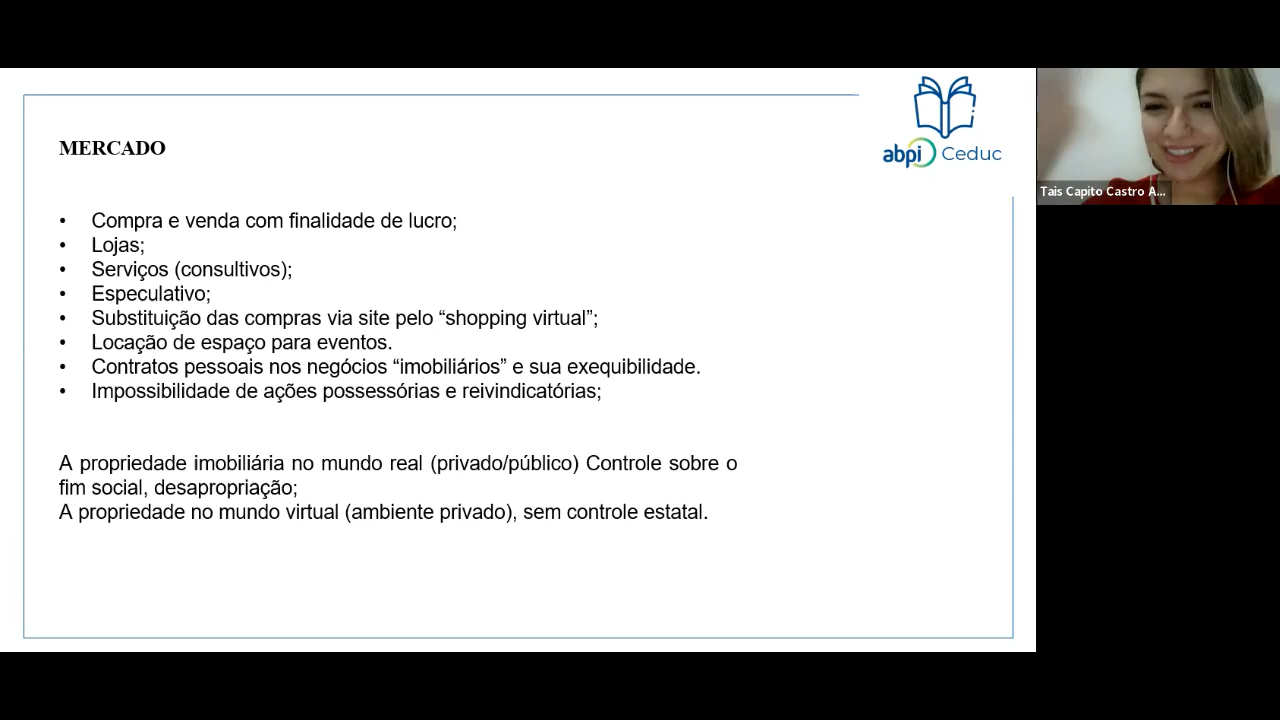 MERCADO
• Compra e venda com finalidade de lucro;
• Lojas;
• Serviços (consultivos);
• Especulativo;
• Substituição das compras via site pelo “shopping virtual”;
• Locação de espaço para eventos.
• Contratos pessoais nos negócios “imobiliários” e sua exequibilidade.
• Impossibilidade de ações possessórias e reivindicatórias;
A propriedade imobiliária no mundo real (privado/público) Controle sobre o
fim social, desapropriação;
A propriedade no mundo virtual (ambiente privado), sem controle estatal.
abpi Ceduc
Tais Capito Castro A...